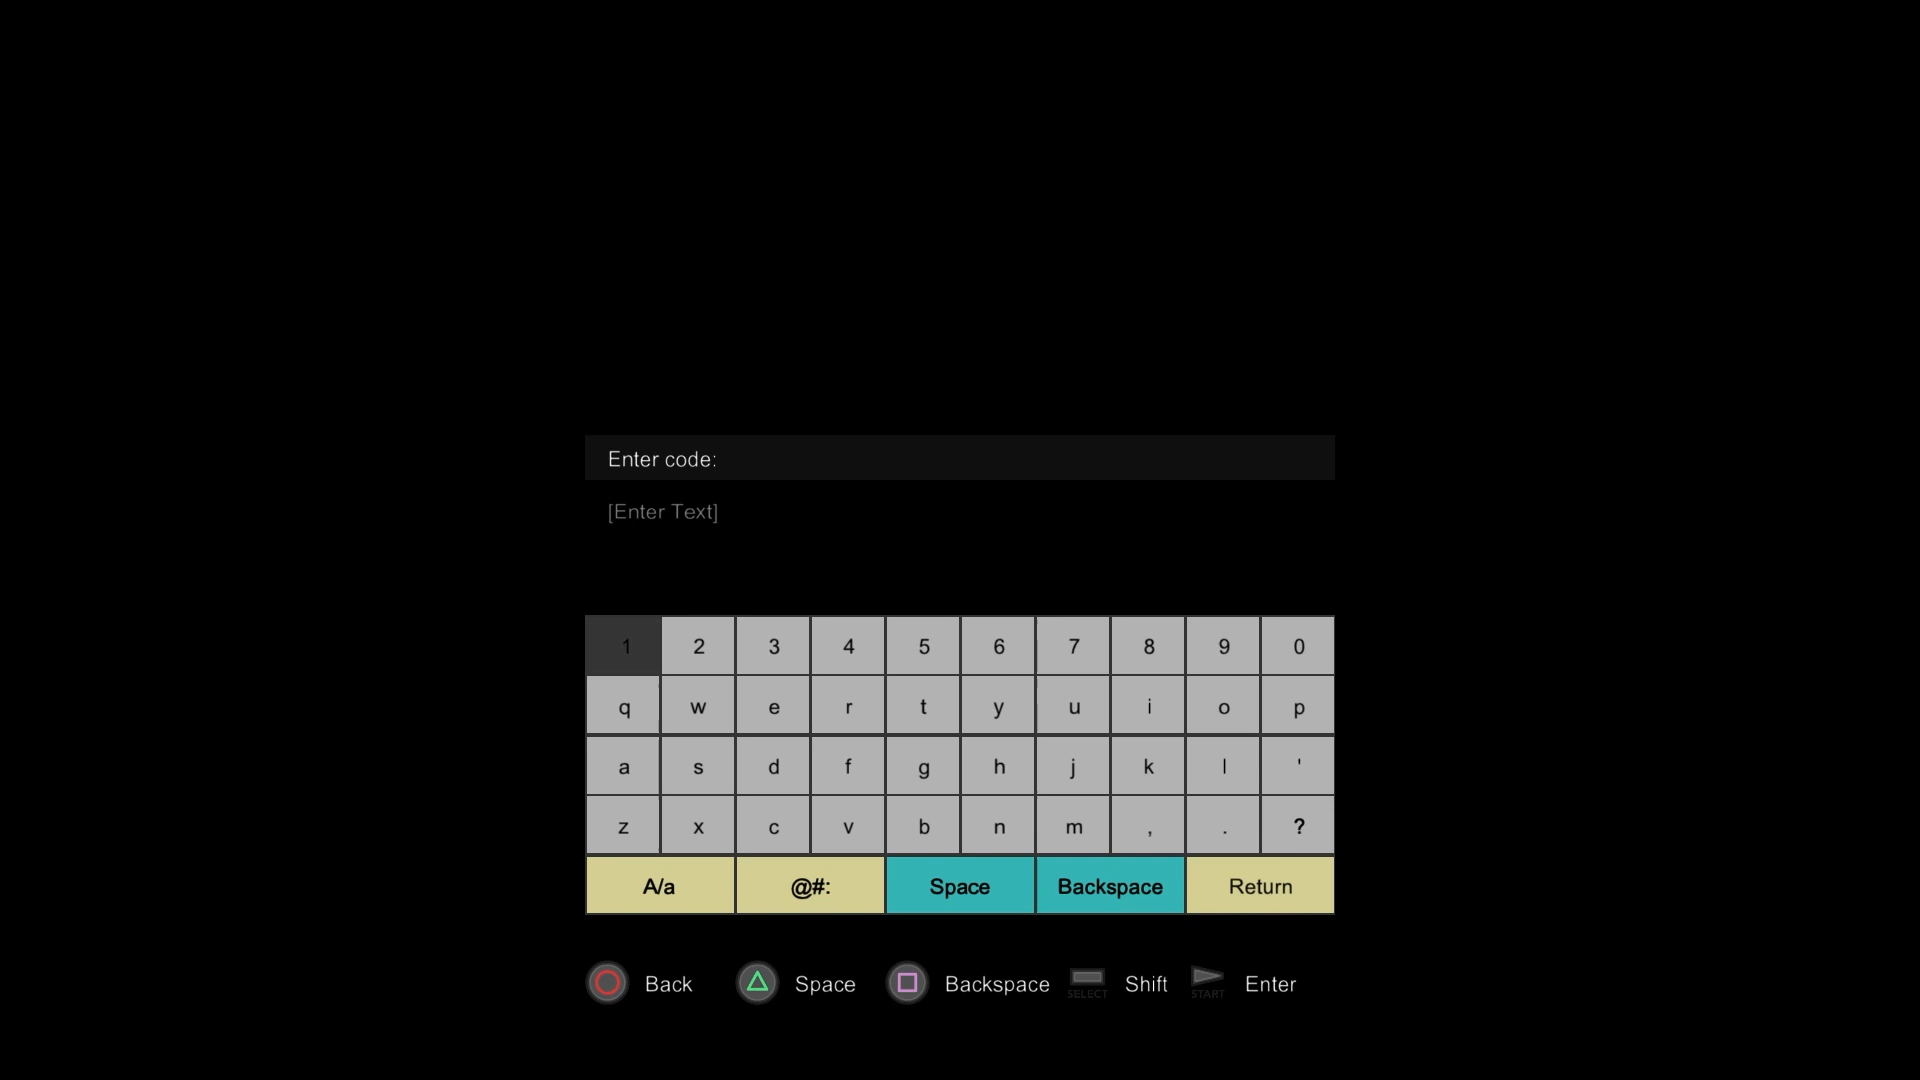 Enter code:
[Enter Text]
1 2 3 4 5 6 7 8 9 0
q w e r t y u i o p
a s d f g h j k l '
z x c v b n m , . ?
A/a @#: Space Backspace Return
Back Space Backspace SELECT Shift START Enter